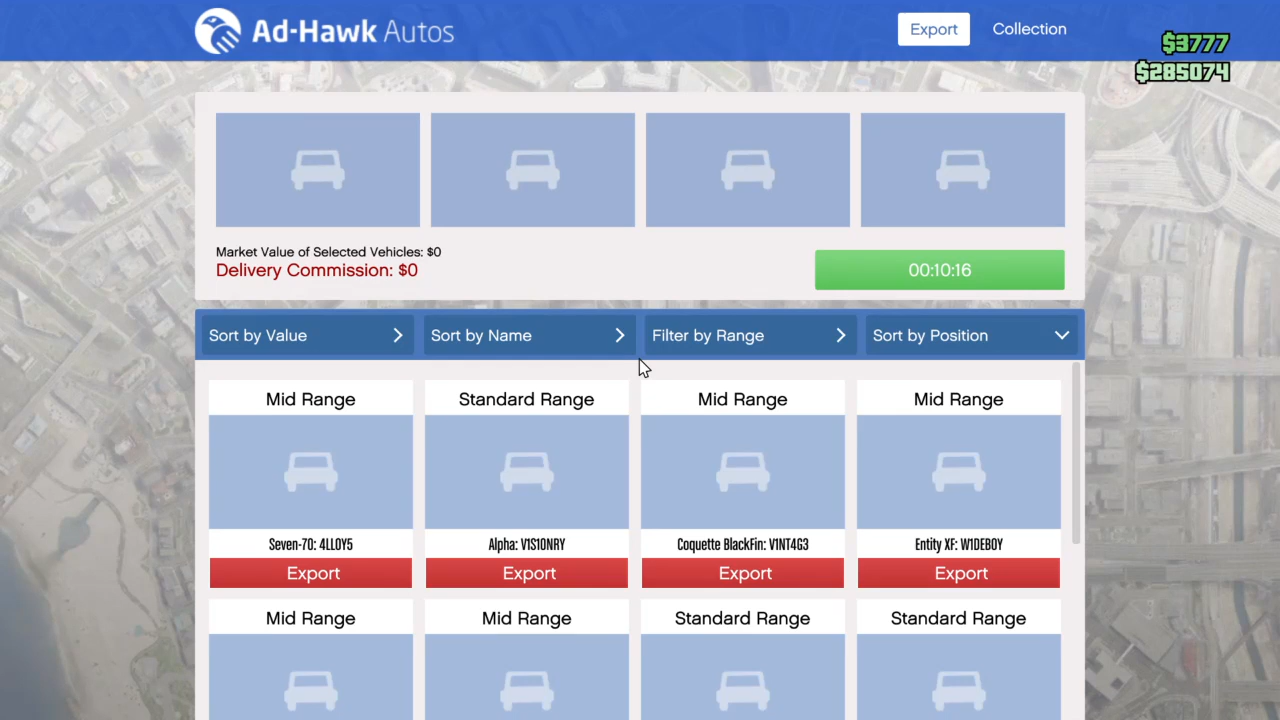 Ad-Hawk Autos
Export
Collection
$3777
$285074
Market Value of Selected Vehicles: $0
Delivery Commission: $0
00:10:16
Sort by Value
Sort by Name
Filter by Range
Sort by Position
Mid Range
Standard Range
Mid Range
Mid Range
Seven-70: 4LL0Y5
Alpha: V1S10NRY
Coquette BlackFin: V1NT4G3
Entity XF: W1DEB0Y
Export
Export
Export
Export
Mid Range
Mid Range
Standard Range
Standard Range